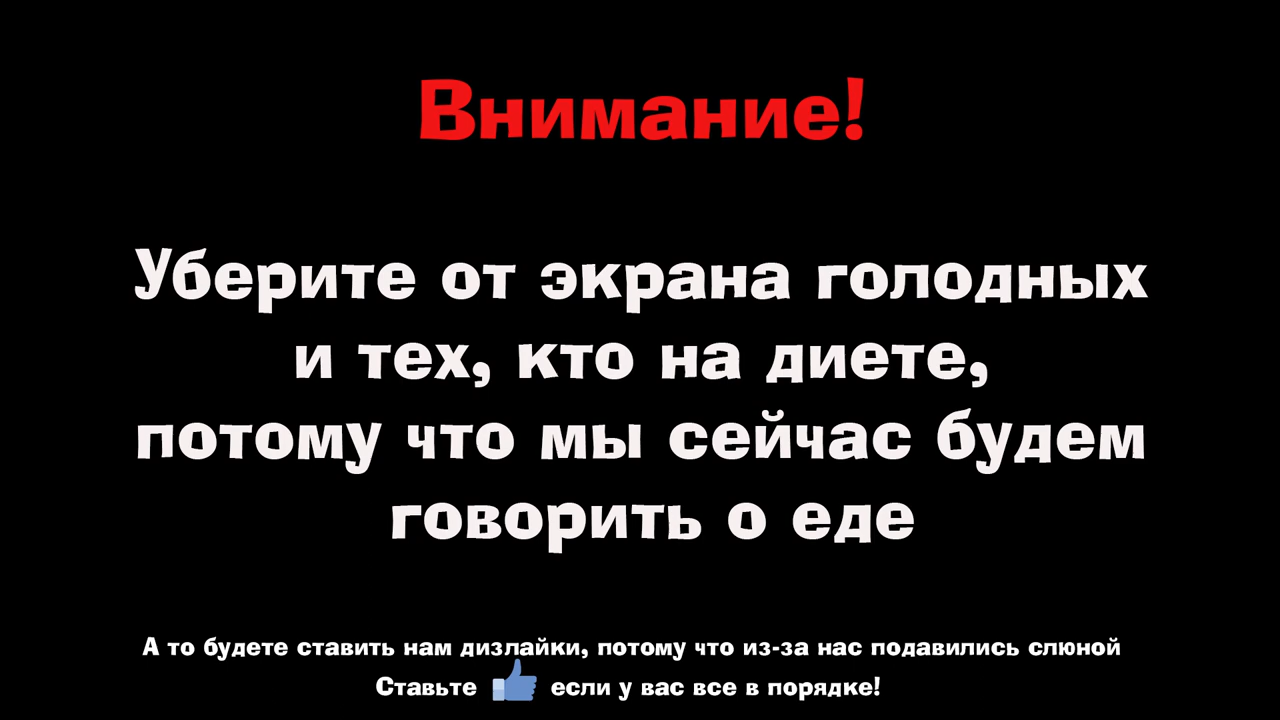 Внимание!
Уберите от экрана голодных
и тех, кто на диете,
потому что мы сейчас будем
говорить о еде
А то будете ставить нам дизлайки, потому что из-за нас подавились слюной
Ставьте если у вас все в порядке!